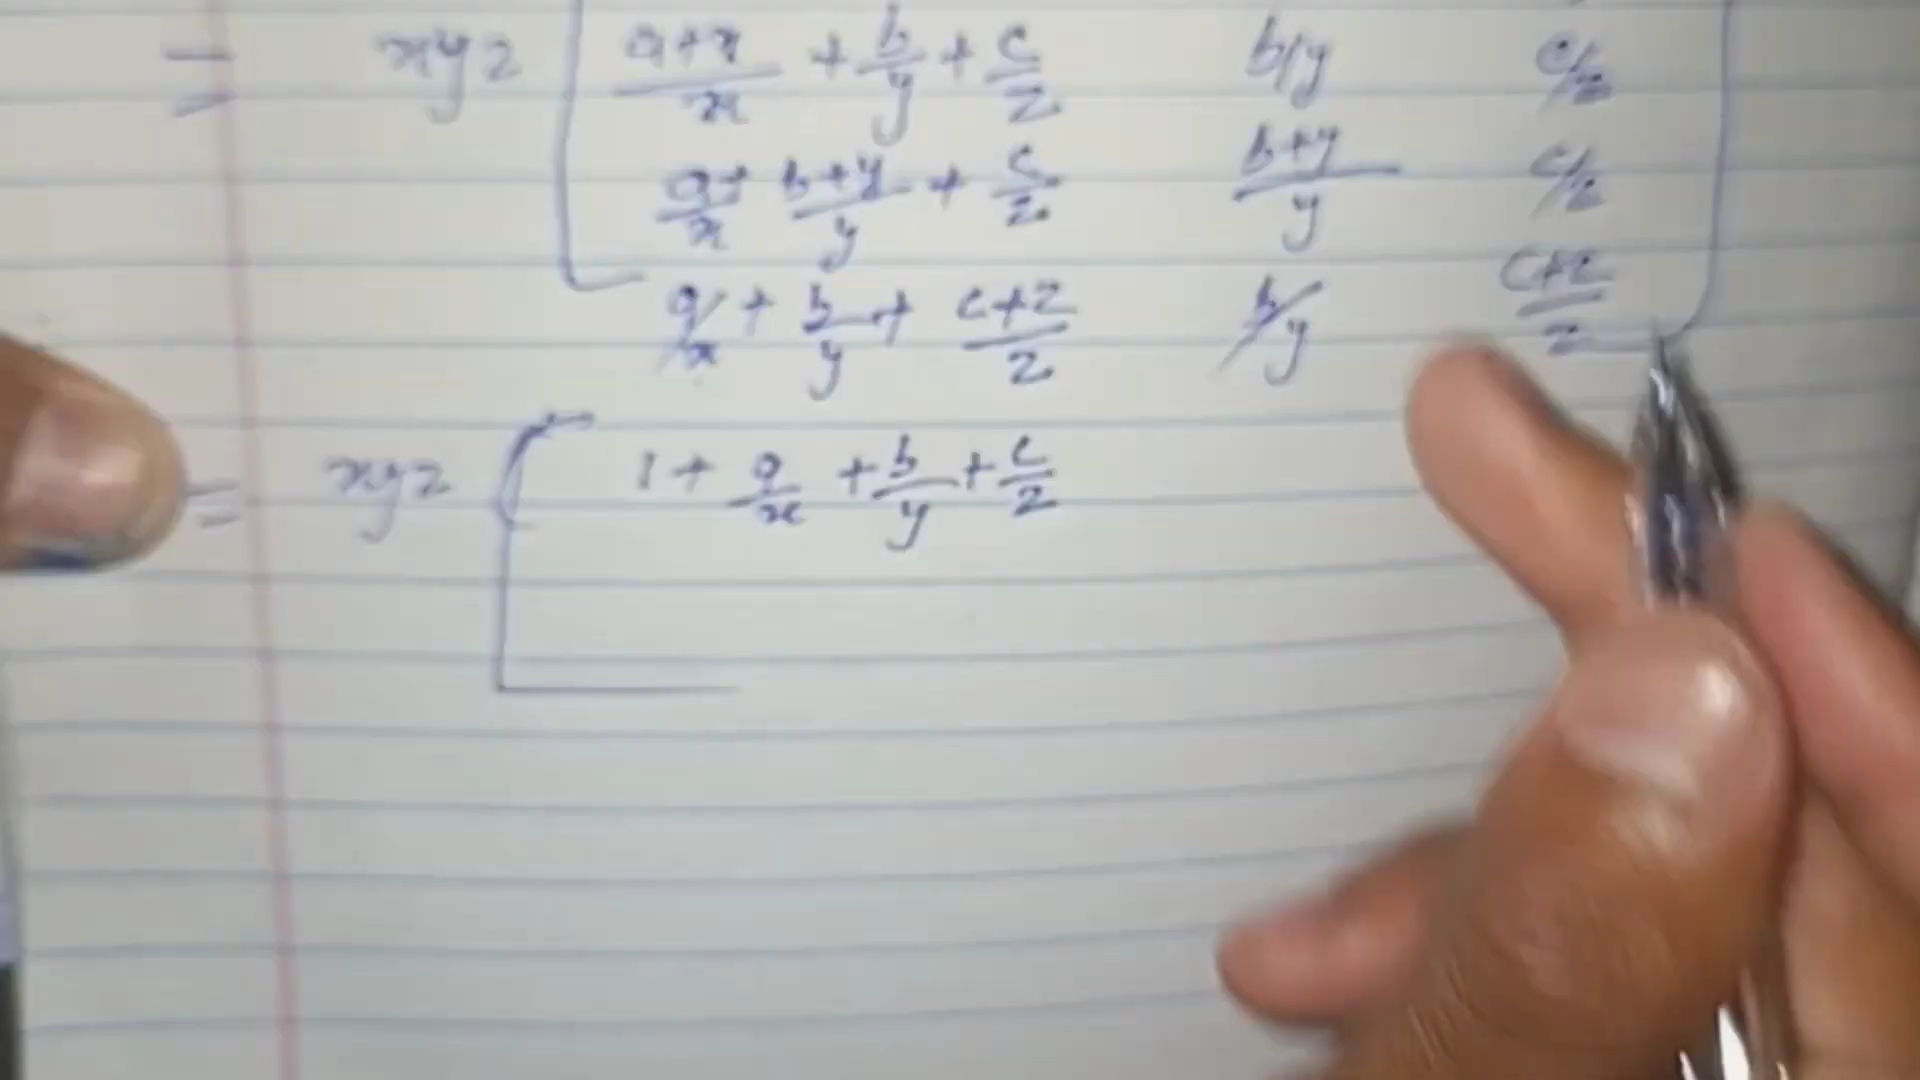 = xyz [ (a+x)/x + b/y + c/z   b/y   c/z
a/x + (b+y)/y + c/z   (b+y)/y   c/z
a/x + b/y + (c+z)/z   b/y   (c+z)/z ]
= xyz [ 1 + a/x + b/y + c/z